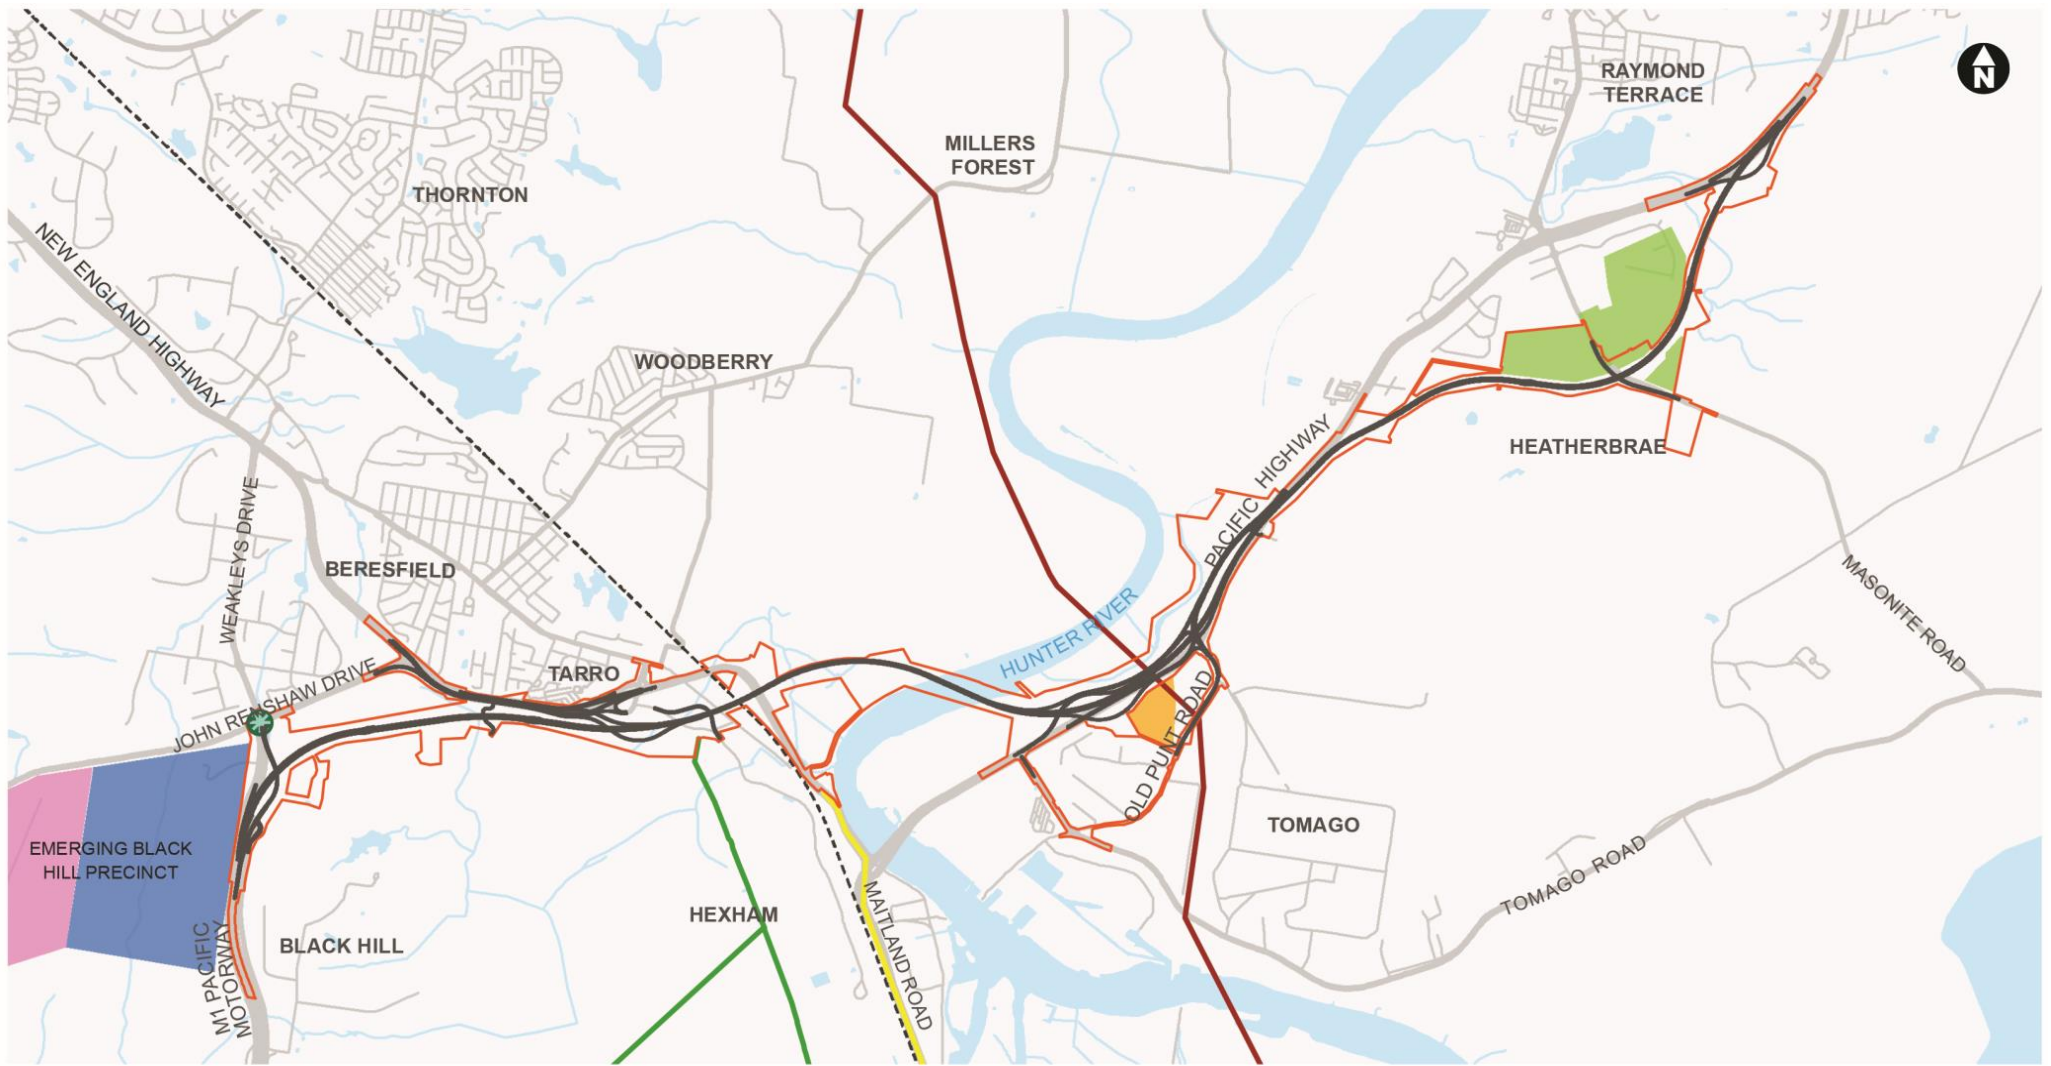 RAYMOND
TERRACE
N
MILLERS
FOREST
THORNTON
NEW ENGLAND HIGHWAY
WOODBERRY
PACIFIC HIGHWAY
HEATHERBRAE
WEAKLEYS DRIVE
BERESFIELD
MASONITE ROAD
HUNTER RIVER
TARRO
JOHN RENSHAW DRIVE
OLD PUNT ROAD
TOMAGO
EMERGING BLACK
HILL PRECINCT
TOMAGO ROAD
HEXHAM
MAITLAND ROAD
BLACK HILL
M1 PACIFIC
MOTORWAY